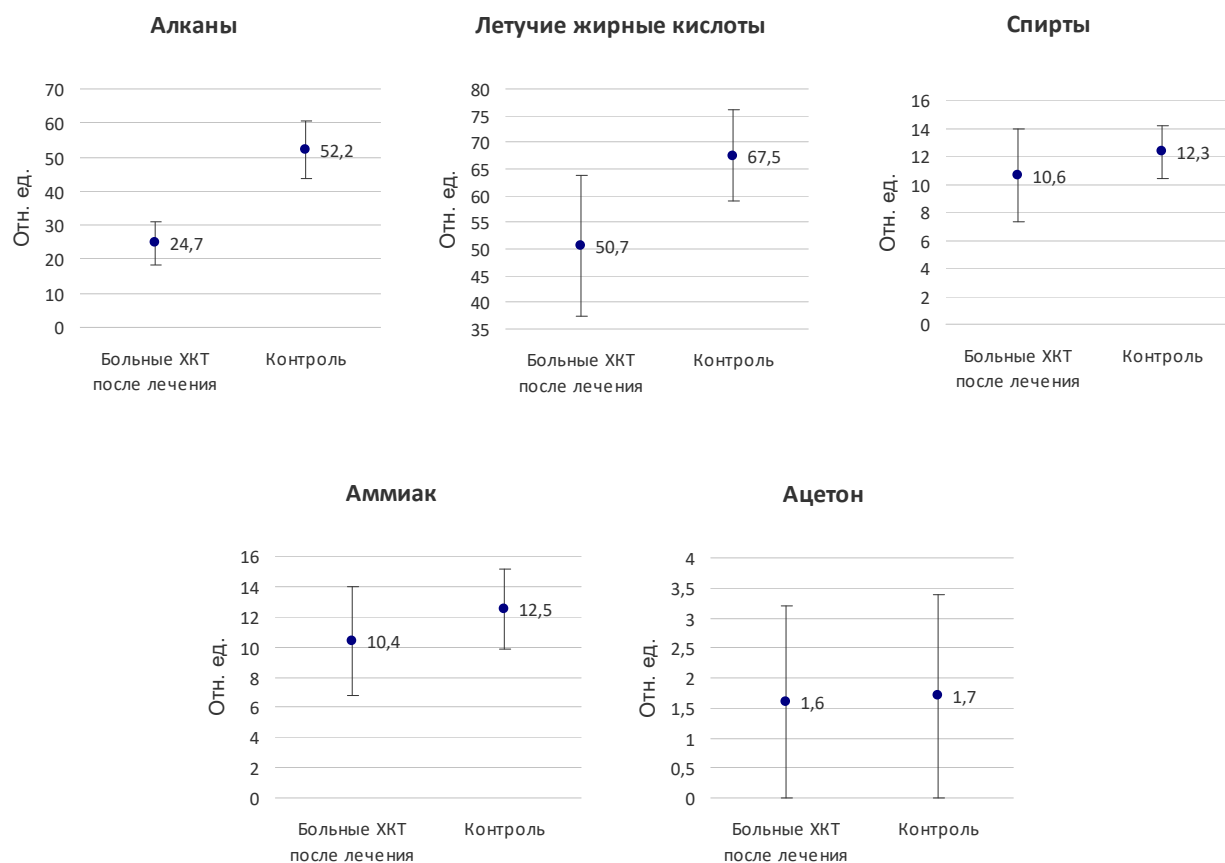 Алканы
Отн. ед.
70
60
50
40
30
20
10
0
24,7
52,2
Больные ХКТ
после лечения
Контроль
Летучие жирные кислоты
Отн. ед.
80
75
70
65
60
55
50
45
40
35
50,7
67,5
Больные ХКТ
после лечения
Контроль
Спирты
Отн. ед.
16
14
12
10
8
6
4
2
0
10,6
12,3
Больные ХКТ
после лечения
Контроль
Аммиак
Отн. ед.
16
14
12
10
8
6
4
2
0
10,4
12,5
Больные ХКТ
после лечения
Контроль
Ацетон
Отн. ед.
4
3,5
3
2,5
2
1,5
1
0,5
0
1,6
1,7
Больные ХКТ
после лечения
Контроль